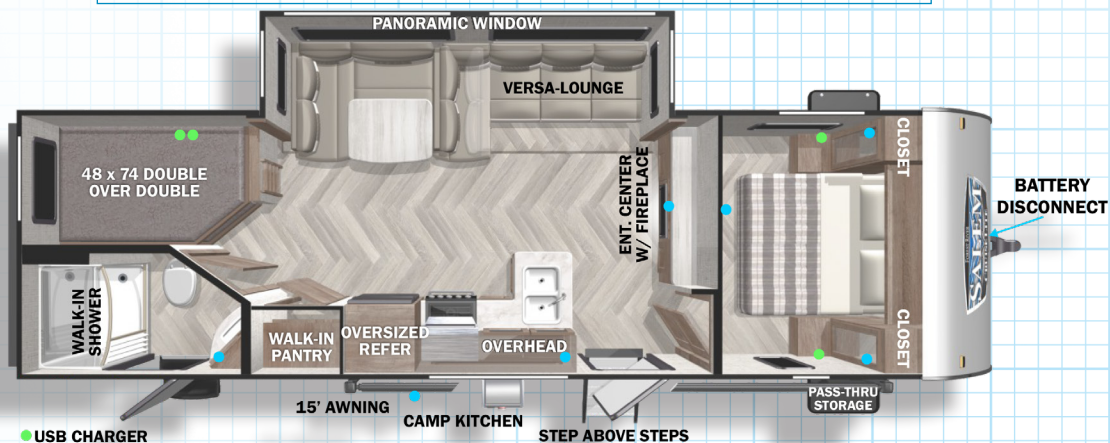 PANORAMIC WINDOW
VERSA-LOUNGE
48 x 74 DOUBLE
OVER DOUBLE
ENT. CENTER
W/ FIREPLACE
CLOSET
BATTERY
DISCONNECT
SALEM
WALK-IN
SHOWER
WALK-IN
PANTRY
OVERSIZED
REFER
OVERHEAD
CLOSET
15' AWNING
CAMP KITCHEN
STEP ABOVE STEPS
PASS-THRU
STORAGE
USB CHARGER